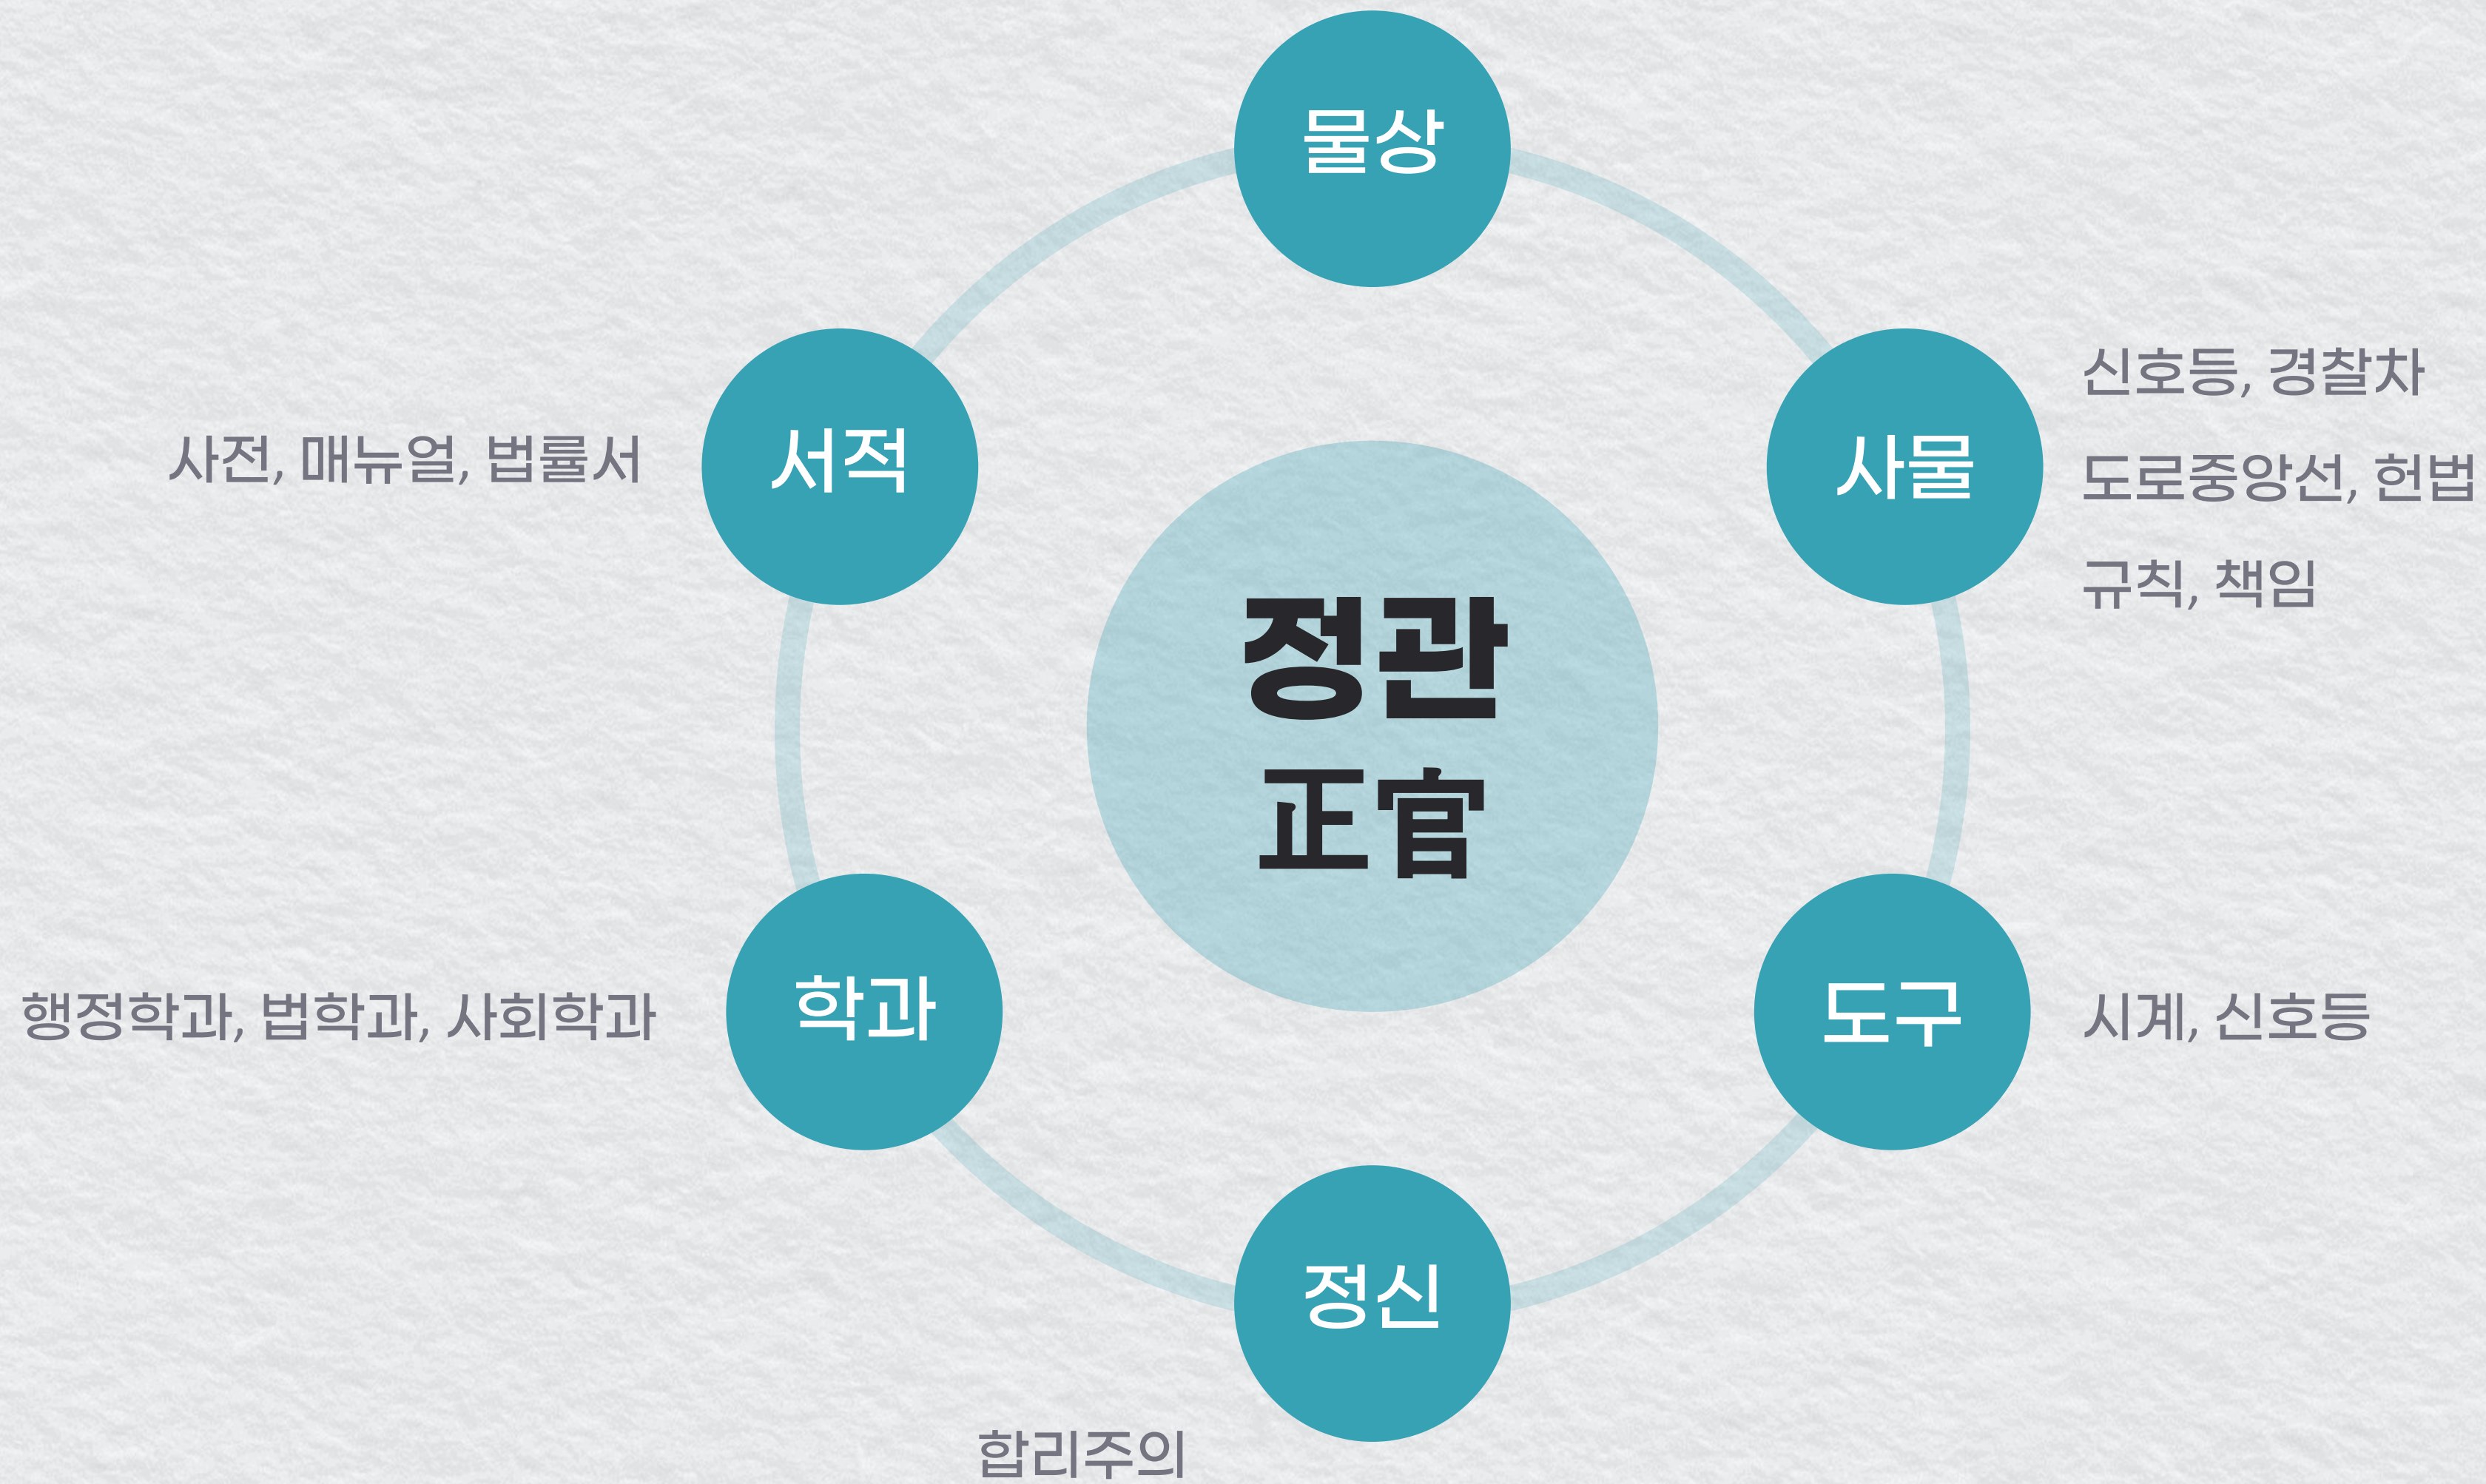 물상
서적
사전, 매뉴얼, 법률서
사물
신호등, 경찰차
도로중앙선, 헌법
규칙, 책임
정관
正官
학과
행정학과, 법학과, 사회학과
도구
시계, 신호등
정신
합리주의